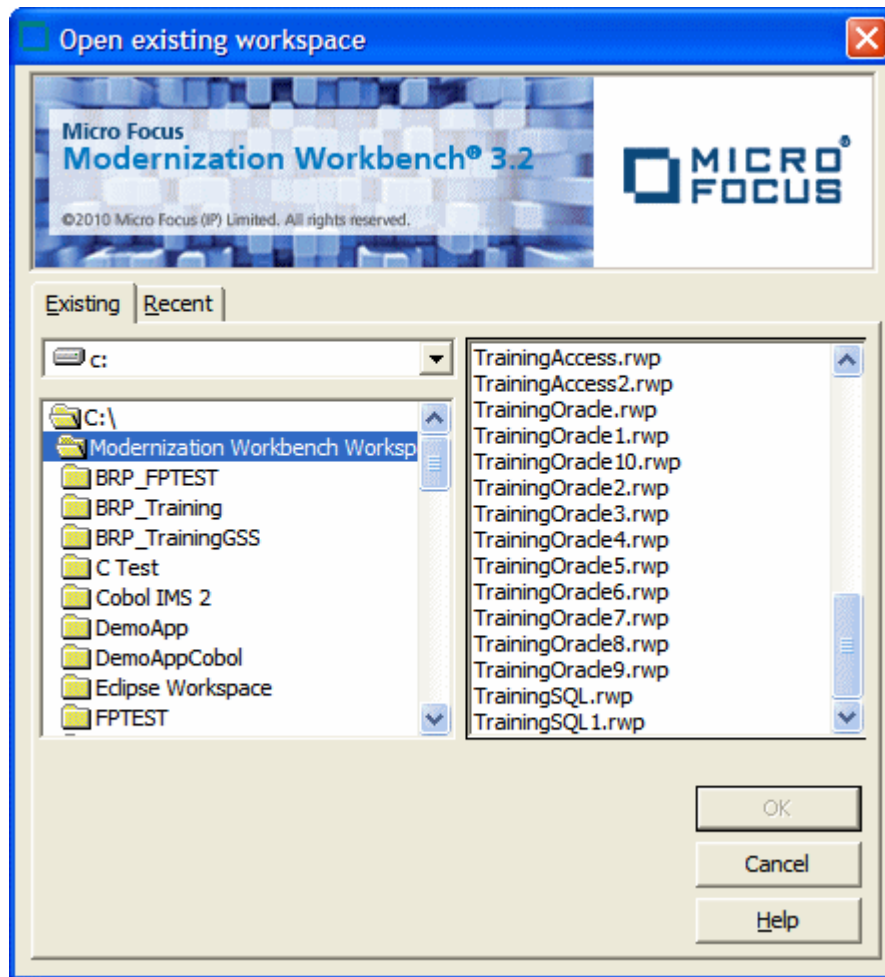 Open existing workspace
Micro Focus
Modernization Workbench® 3.2
©2010 Micro Focus (IP) Limited. All rights reserved.
MICRO®
FOCUS
Existing
Recent
c:
C:\
Modernization Workbench Worksp
BRP_FPTEST
BRP_Training
BRP_TrainingGSS
C Test
Cobol IMS 2
DemoApp
DemoAppCobol
Eclipse Workspace
FPTEST
TrainingAccess.rwp
TrainingAccess2.rwp
TrainingOracle.rwp
TrainingOracle1.rwp
TrainingOracle10.rwp
TrainingOracle2.rwp
TrainingOracle3.rwp
TrainingOracle4.rwp
TrainingOracle5.rwp
TrainingOracle6.rwp
TrainingOracle7.rwp
TrainingOracle8.rwp
TrainingOracle9.rwp
TrainingSQL.rwp
TrainingSQL1.rwp
OK
Cancel
Help